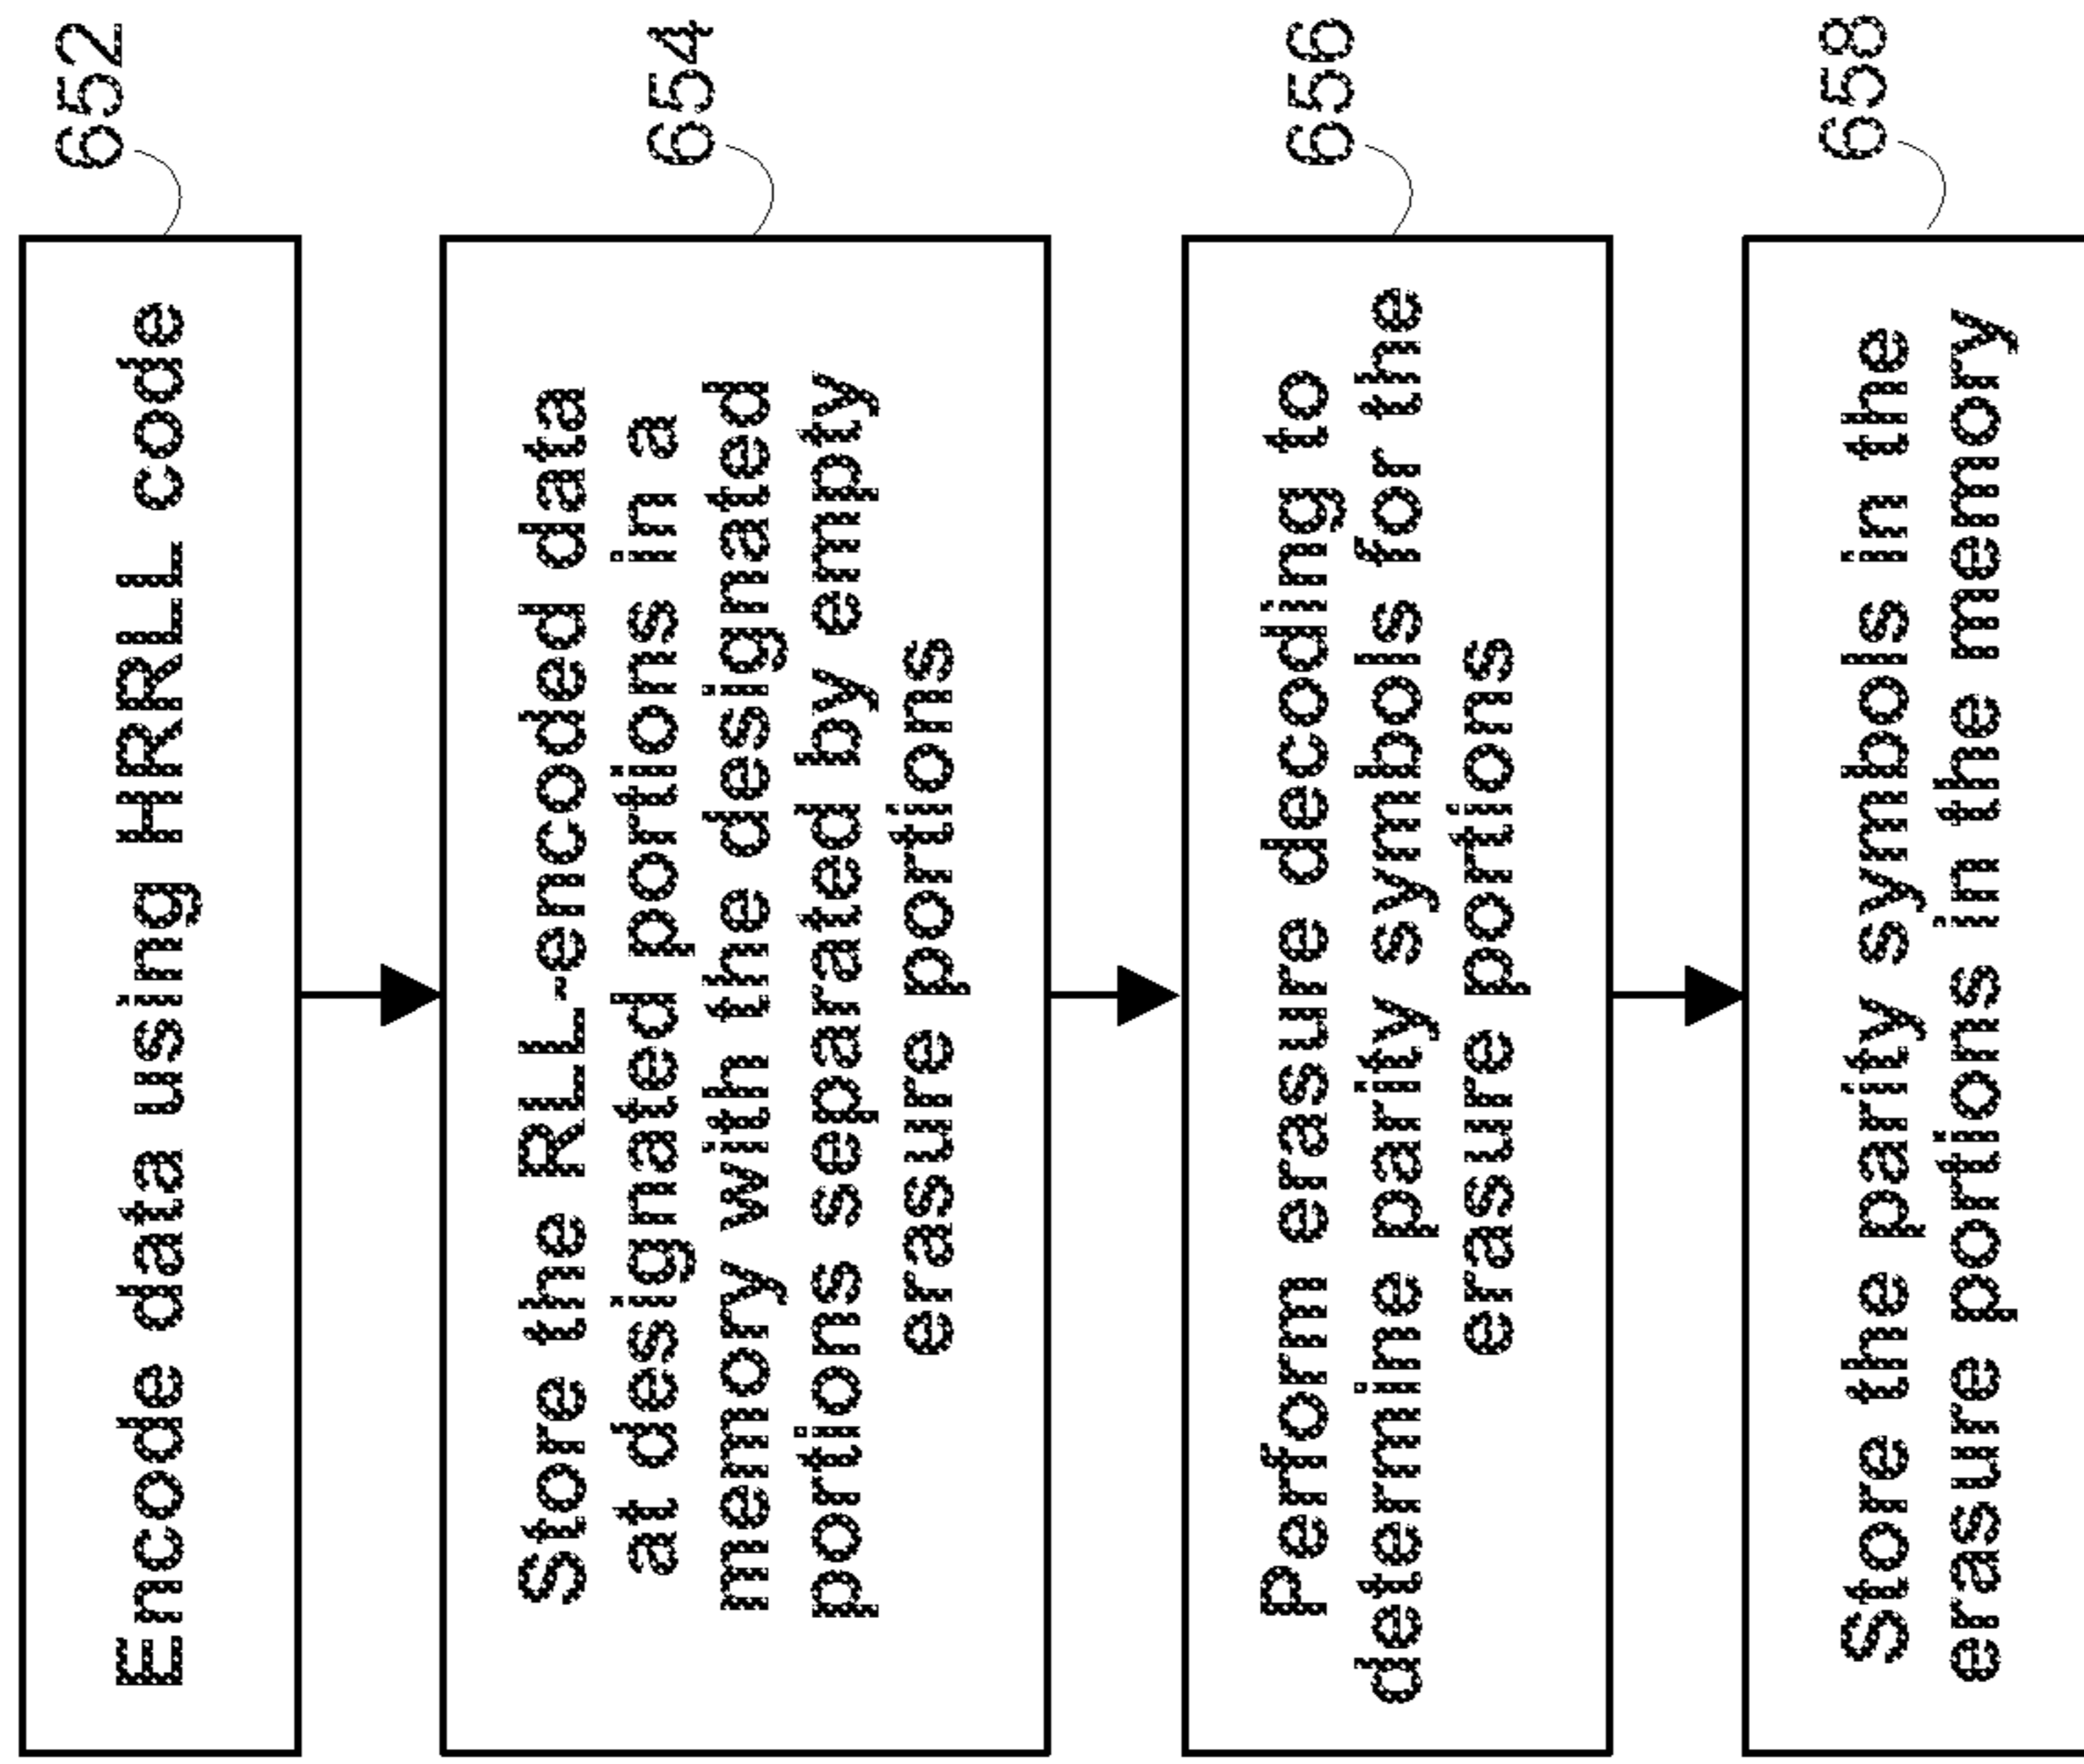 652
Encode data using HRRLL code
654
Store the RLL-encoded data
at designated portions in a
memory with the designated
portions separated by empty
erasure portions
656
Perform erasure decoding to
determine parity symbols for the
erasure portions
658
Store the parity symbols in the
erasure portions in the memory